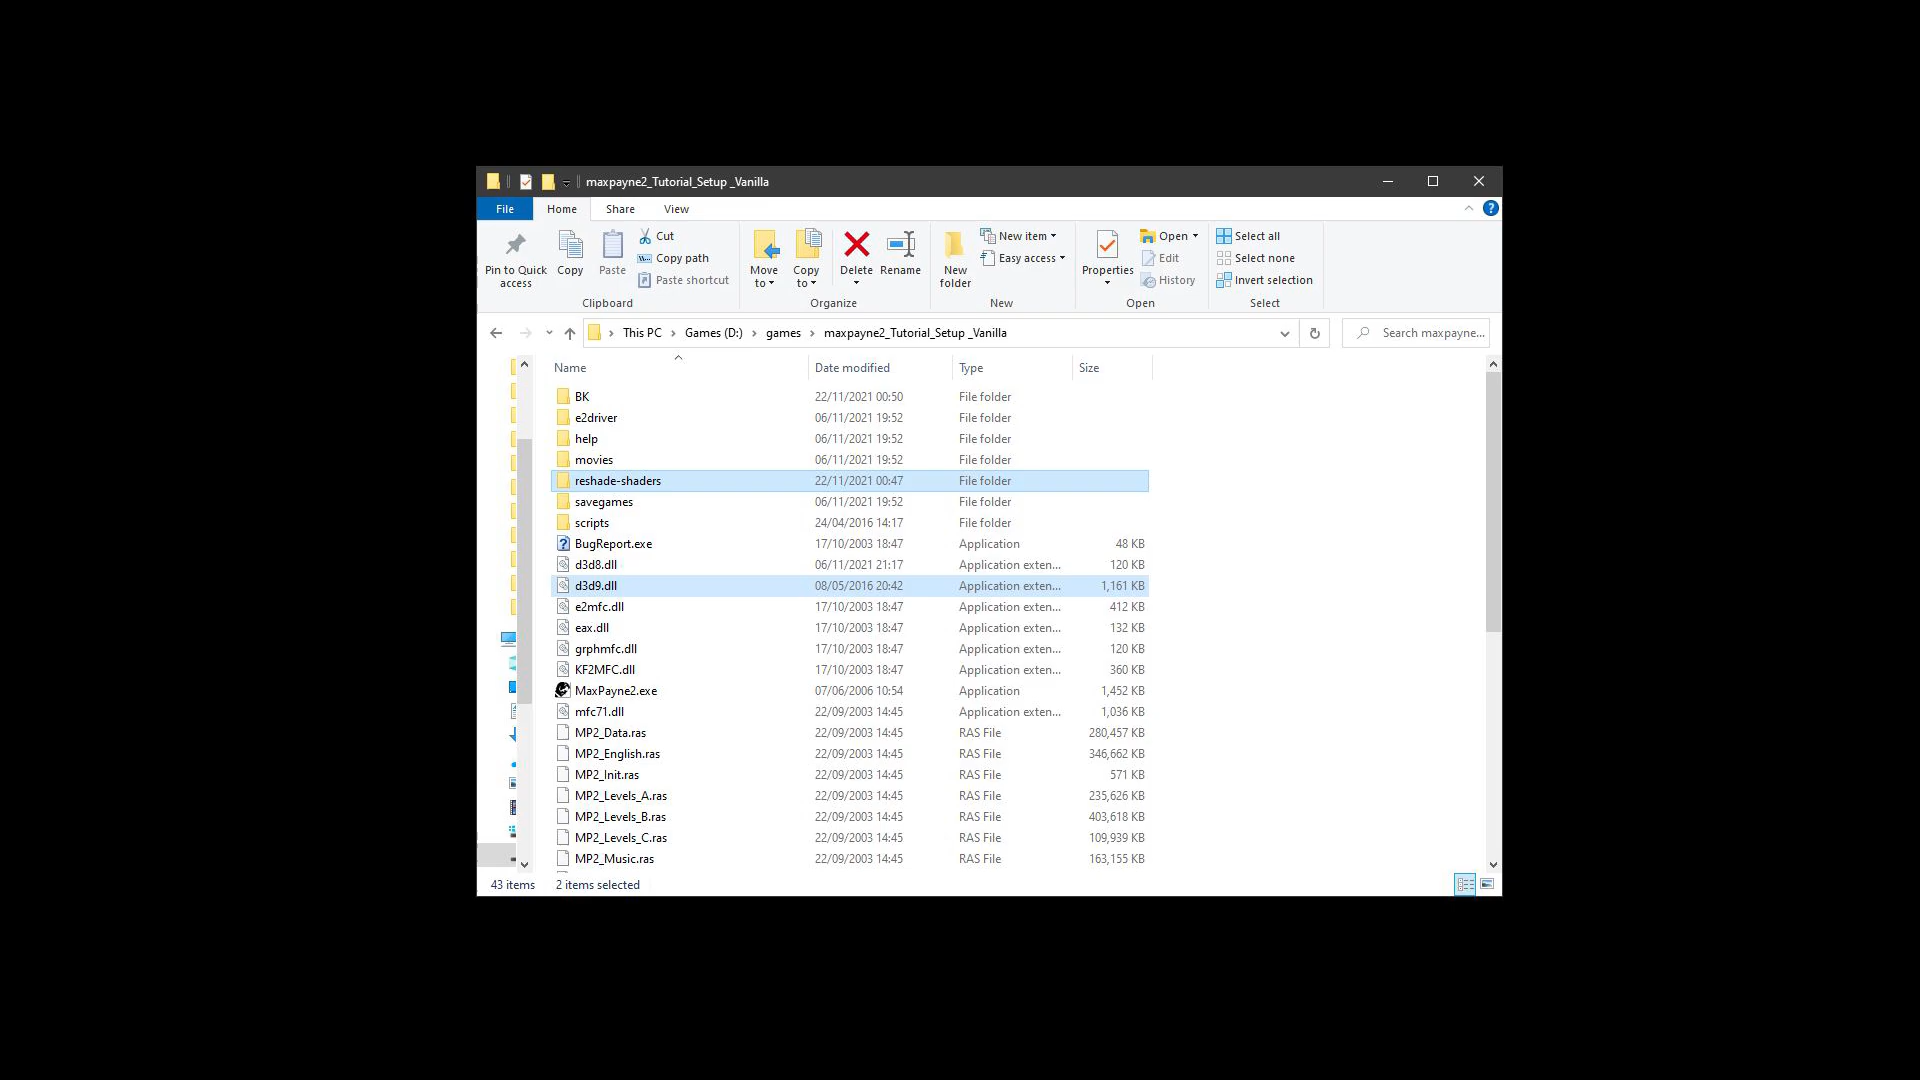 maxpayne2_Tutorial_Setup _Vanilla
File Home Share View
Pin to Quick access
Copy
Paste
Cut
Copy path
Paste shortcut
Clipboard
Move to
Copy to
Delete
Rename
Organize
New folder
New item
Easy access
New
Properties
Open
Edit
History
Open
Select all
Select none
Invert selection
Select
This PC > Games (D:) > games > maxpayne2_Tutorial_Setup _Vanilla
Search maxpayne...
Name Date modified Type Size
BK 22/11/2021 00:50 File folder
e2driver 06/11/2021 19:52 File folder
help 06/11/2021 19:52 File folder
movies 06/11/2021 19:52 File folder
reshade-shaders 22/11/2021 00:47 File folder
savegames 06/11/2021 19:52 File folder
scripts 24/04/2016 14:17 File folder
BugReport.exe 17/10/2003 18:47 Application 48 KB
d3d8.dll 06/11/2021 21:17 Application exten... 120 KB
d3d9.dll 08/05/2016 20:42 Application exten... 1,161 KB
e2mfc.dll 17/10/2003 18:47 Application exten... 412 KB
eax.dll 17/10/2003 18:47 Application exten... 132 KB
grphmfc.dll 17/10/2003 18:47 Application exten... 120 KB
KF2MFC.dll 17/10/2003 18:47 Application exten... 360 KB
MaxPayne2.exe 07/06/2006 10:54 Application 1,452 KB
mfc71.dll 22/09/2003 14:45 Application exten... 1,036 KB
MP2_Data.ras 22/09/2003 14:45 RAS File 280,457 KB
MP2_English.ras 22/09/2003 14:45 RAS File 346,662 KB
MP2_Init.ras 22/09/2003 14:45 RAS File 571 KB
MP2_Levels_A.ras 22/09/2003 14:45 RAS File 235,626 KB
MP2_Levels_B.ras 22/09/2003 14:45 RAS File 403,618 KB
MP2_Levels_C.ras 22/09/2003 14:45 RAS File 109,939 KB
MP2_Music.ras 22/09/2003 14:45 RAS File 163,155 KB
43 items 2 items selected